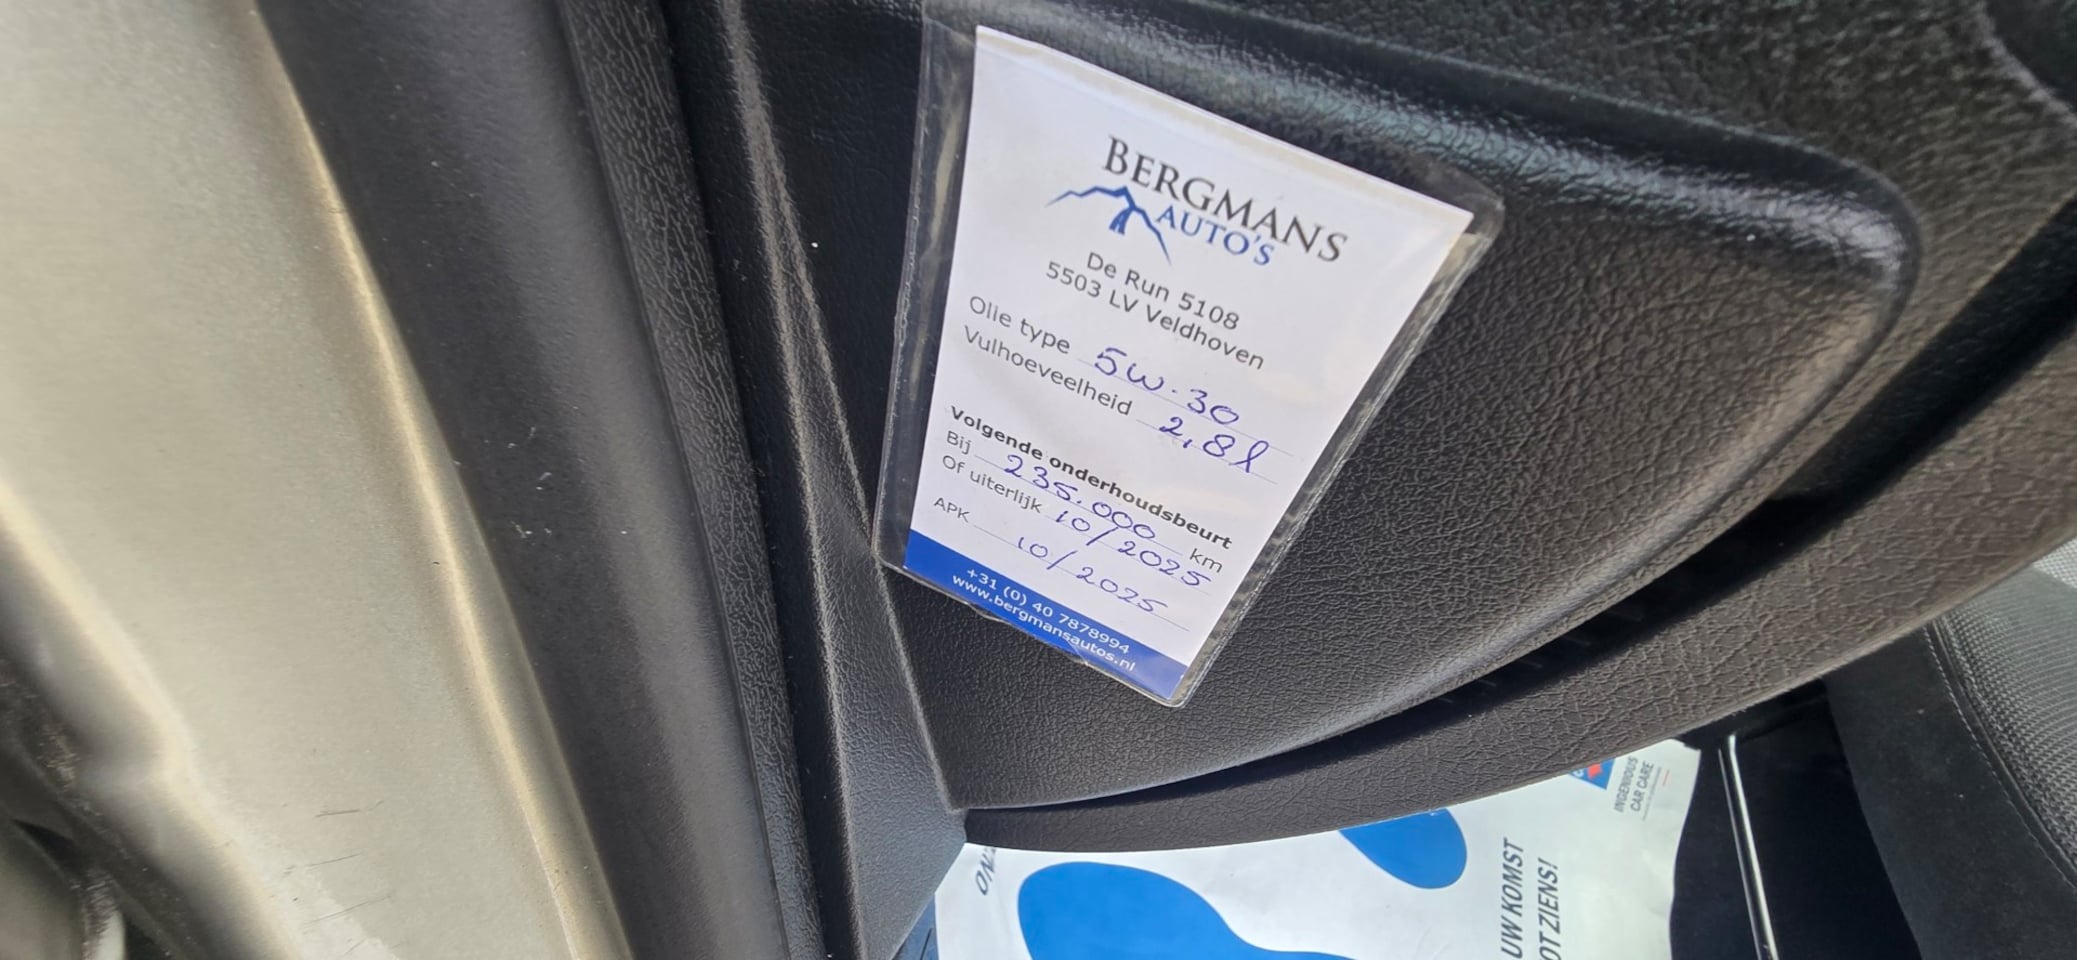 BERGMANS
AUTO'S
De Run 5108
5503 LV Veldhoven
Olie type 5W-30
Vulhoeveelheid 2,8l
Volgende onderhoudsbeurt
Bij 235.000 km
Of uiterlijk 10/2025
APK 10/2025
+31 (0) 40 7878994
www.bergmansautos.nl
INGENIOUS
CAR CARE
UW KOMST